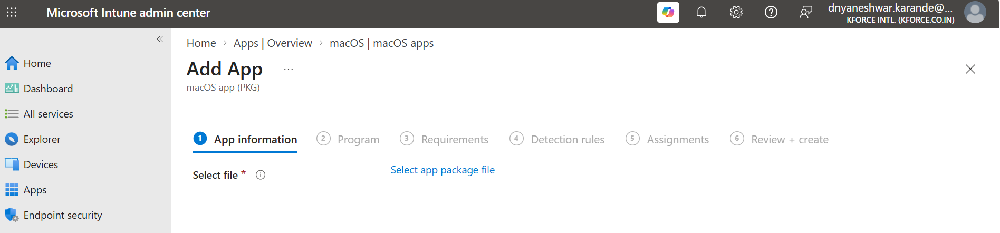 Microsoft Intune admin center
dnyaneshwar.karande@...
KFORCE INTL. (KFORCE.CO.IN)
Home
Dashboard
All services
Explorer
Devices
Apps
Endpoint security
Home > Apps | Overview > macOS | macOS apps
Add App ...
macOS app (PKG)
1 App information 2 Program 3 Requirements 4 Detection rules 5 Assignments 6 Review + create
Select file * Select app package file